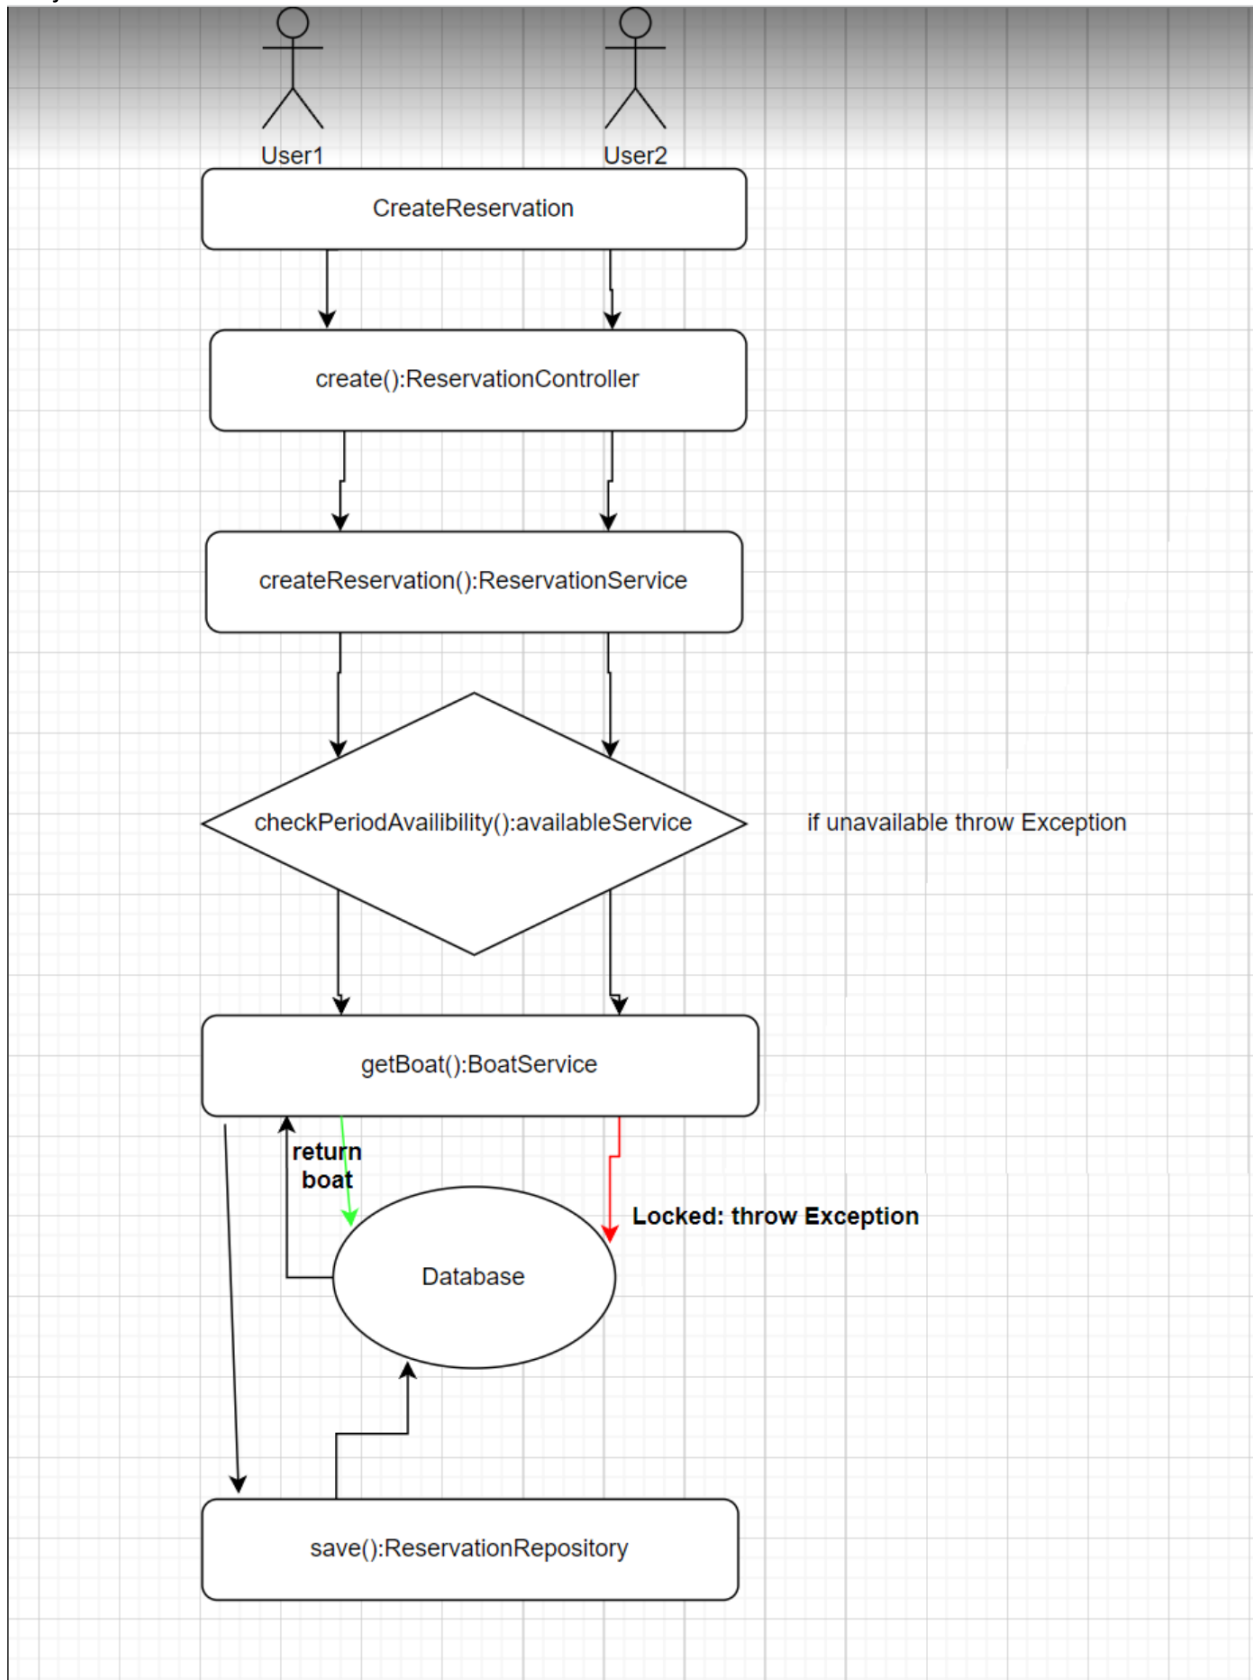 User1
User2
CreateReservation
create():ReservationController
createReservation():ReservationService
checkPeriodAvailibility():availableService
if unavailable throw Exception
getBoat():BoatService
return
boat
Locked: throw Exception
Database
save():ReservationRepository